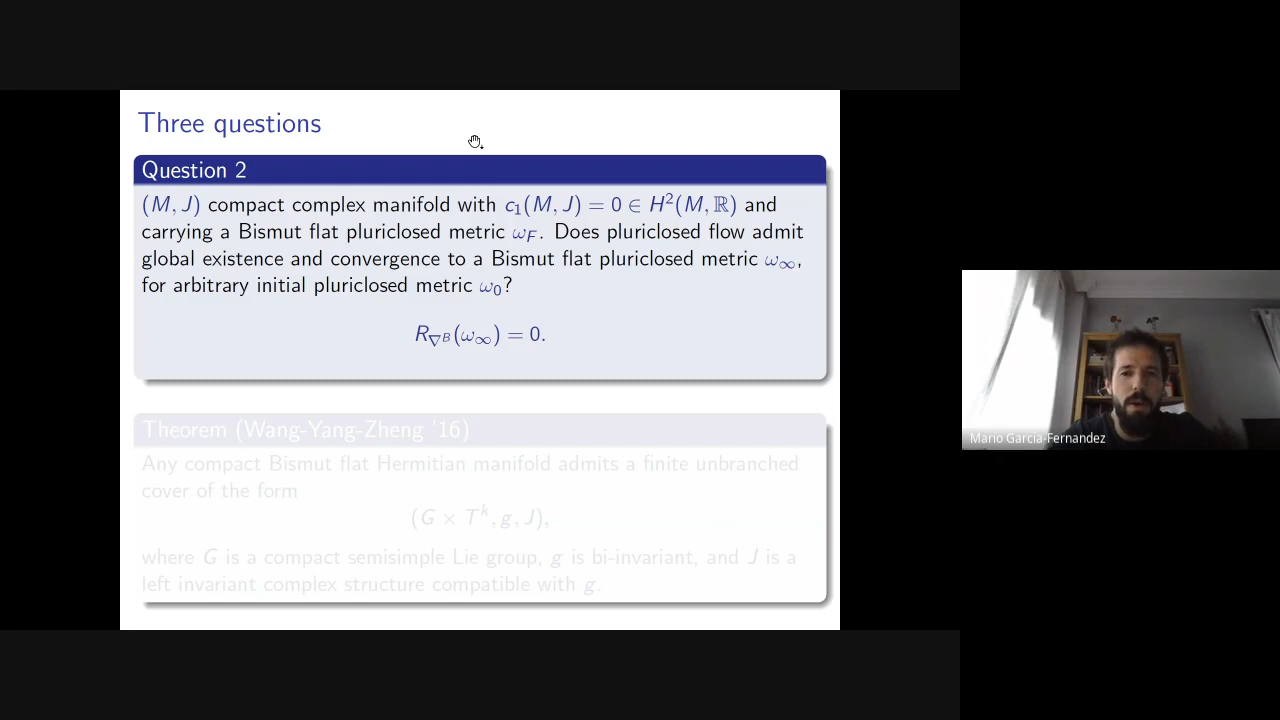 Three questions
Question 2
(M, J) compact complex manifold with c₁(M, J) = 0 ∈ H²(M, ℝ) and
carrying a Bismut flat pluriclosed metric ω_F. Does pluriclosed flow admit
global existence and convergence to a Bismut flat pluriclosed metric ω_∞,
for arbitrary initial pluriclosed metric ω₀?
R_{∇^B}(ω_∞) = 0.
Theorem (Wang-Yang-Zheng '16)
Any compact Bismut flat Hermitian manifold admits a finite unbranched
cover of the form
(G × T^k, g, J),
where G is a compact semisimple Lie group, g is bi-invariant, and J is a
left invariant complex structure compatible with g.
Mario Garcia-Fernandez